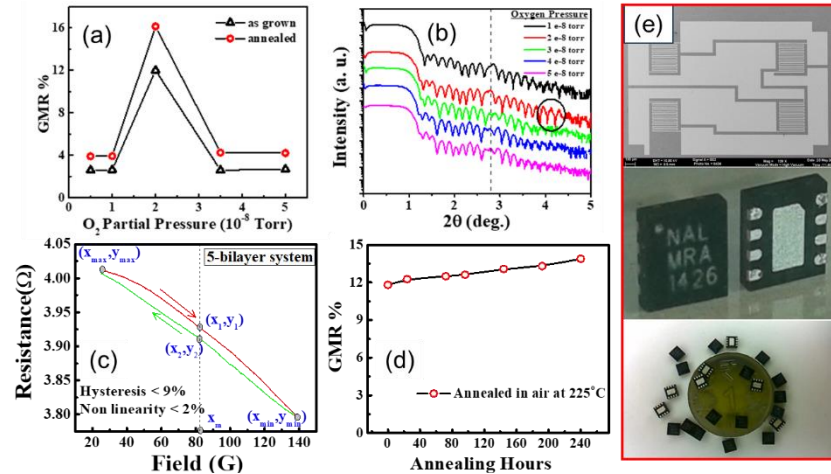 (a)
as grown
annealed
GMR %
16
12
8
4
0
0
1
2
3
4
5
O2 Partial Pressure (10-8 Torr)
(b)
Oxygen Pressure
1 e-8 torr
2 e-8 torr
3 e-8 torr
4 e-8 torr
5 e-8 torr
Intensity (a. u.)
0
1
2
3
4
5
2θ (deg.)
(c)
5-bilayer system
(xmax,ymax)
(x1,y1)
(x2,y2)
Hysteresis < 9%
Non linearity < 2%
(xmin,ymin)
xm
Resistance(Ω)
4.05
4.00
3.95
3.90
3.85
3.80
20
40
60
80
100
120
140
Field (G)
(d)
GMR %
15
12
9
6
3
0
Annealed in air at 225°C
0
40
80
120
160
200
240
Annealing Hours
(e)
NAL
MRA
1426